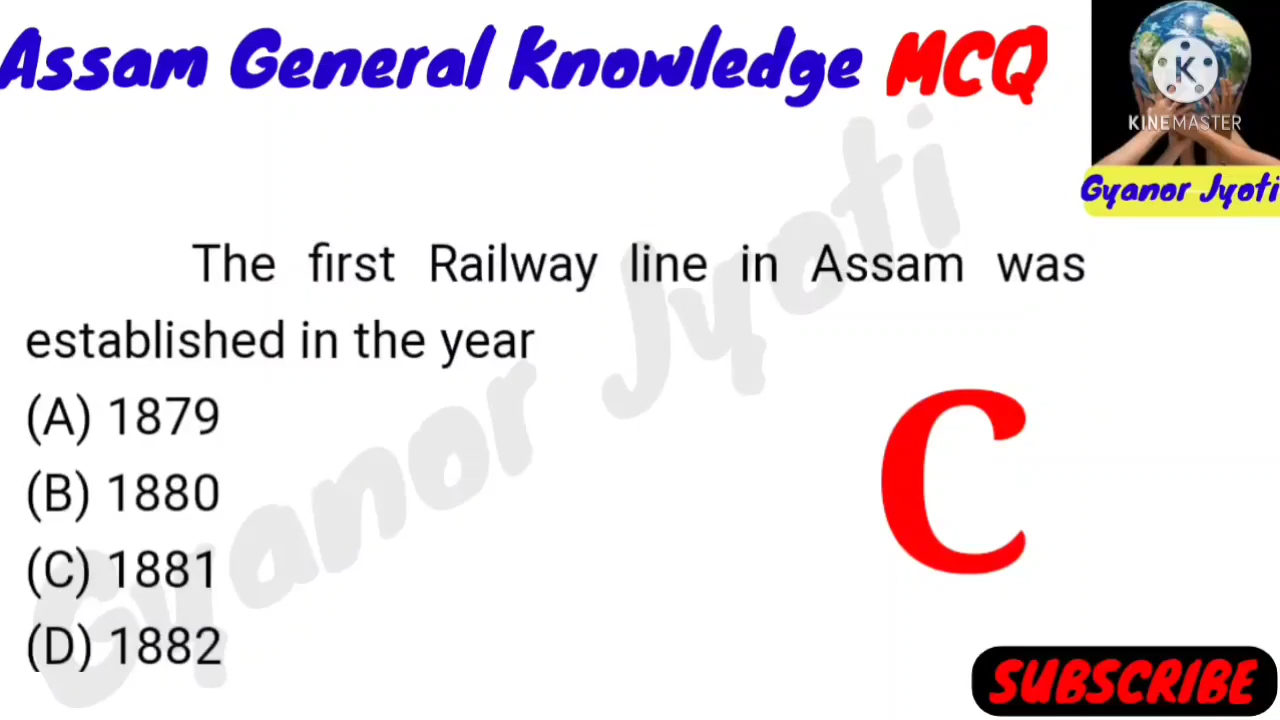 Assam General Knowledge MCQ
K
KINEMASTER
Gyanor Jyoti
The first Railway line in Assam was
established in the year
(A) 1879
(B) 1880
(C) 1881
(D) 1882
C
Gyanor Jyoti
SUBSCRIBE